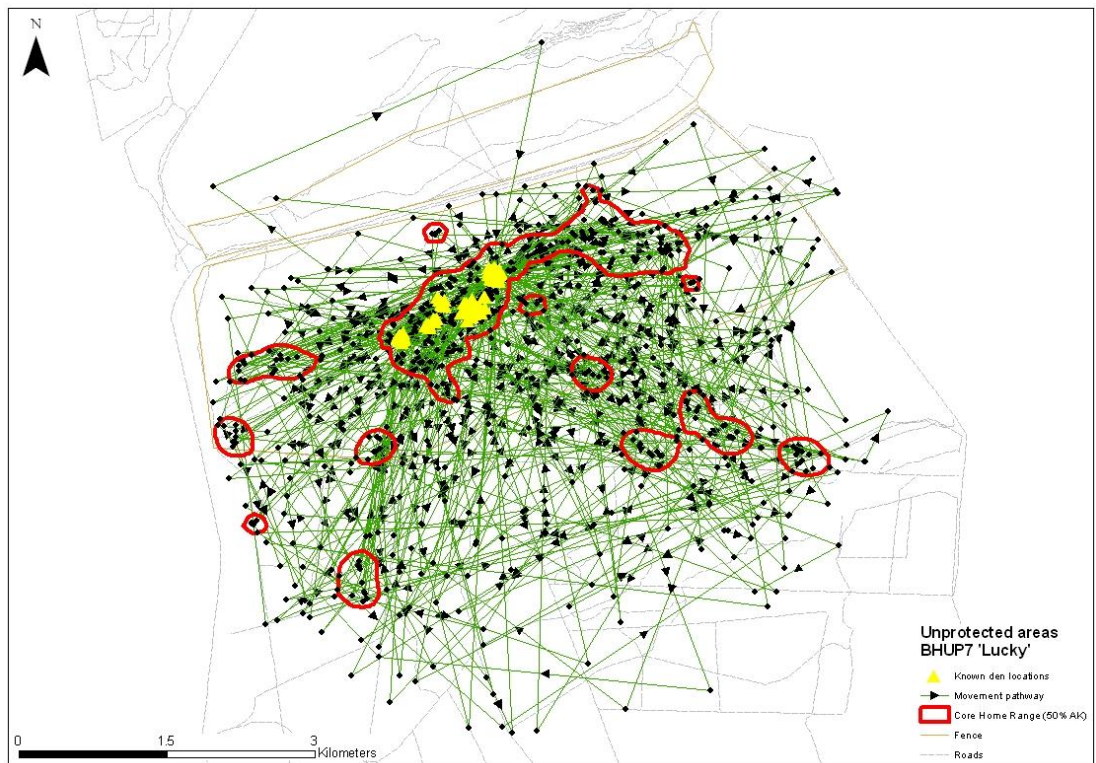 N
Unprotected areas
BHUP7 'Lucky'
Known den locations
Movement pathway
Core Home Range (50% AK)
Fence
Roads
0 1.5 3
Kilometers